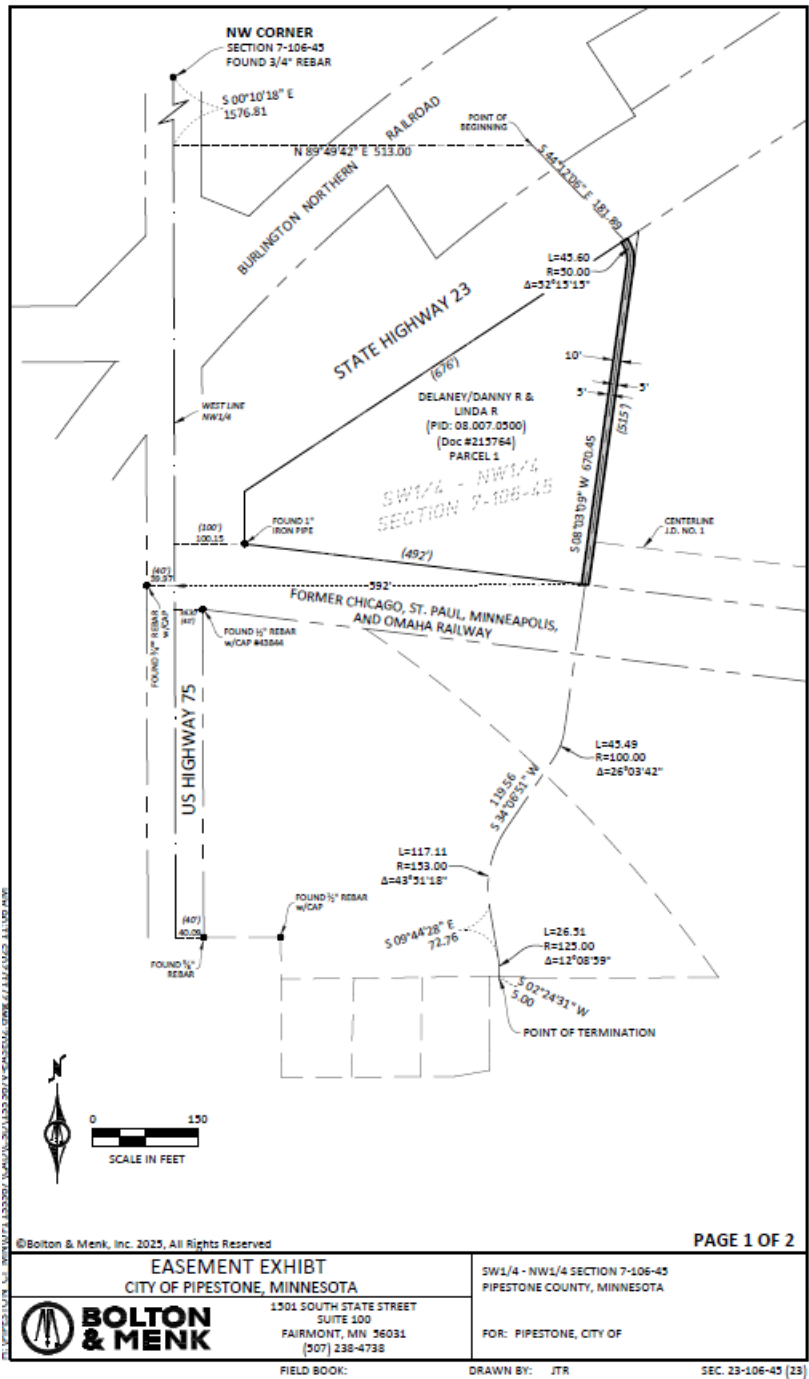 NW CORNER
SECTION 7-106-45
FOUND 3/4" REBAR
S 00°10'18" E
1576.81
POINT OF
BEGINNING
N 89°49'42" E 513.00
BURLINGTON NORTHERN RAILROAD
S 44°12'06" E 181.89
L=45.60
R=50.00
Δ=52°15'15"
STATE HIGHWAY 23
(676')
10'
5'
5'
(515')
DELANEY/DANNY R &
LINDA R
(PID: 08.007.0500)
(Doc #215764)
PARCEL 1
WEST LINE
NW1/4
SW1/4 - NW1/4
SECTION 7-106-45
S 08°03'09" W 670.45
(100')
100.15
FOUND 1"
IRON PIPE
(492')
CENTERLINE
J.D. NO. 1
(40')
39.97
592'
FORMER CHICAGO, ST. PAUL, MINNEAPOLIS,
AND OMAHA RAILWAY
(40')
FOUND ½" REBAR
w/CAP #43844
REBAR
w/CAP
US HIGHWAY 75
L=45.49
R=100.00
Δ=26°03'42"
119.56
S 34°06'51" W
L=117.11
R=153.00
Δ=43°51'18"
FOUND REBAR
w/CAP
(40')
40.09
FOUND ⅝"
REBAR
S 09°44'28" E
72.76
L=26.51
R=125.00
Δ=12°08'59"
S 02°24'31" W
5.00
POINT OF TERMINATION
N
0 150
SCALE IN FEET
©Bolton & Menk, Inc. 2025, All Rights Reserved
PAGE 1 OF 2
EASEMENT EXHIBT
CITY OF PIPESTONE, MINNESOTA
BOLTON
& MENK
1501 SOUTH STATE STREET
SUITE 100
FAIRMONT, MN 56031
(507) 238-4738
SW1/4 - NW1/4 SECTION 7-106-45
PIPESTONE COUNTY, MINNESOTA
FOR: PIPESTONE, CITY OF
FIELD BOOK:
DRAWN BY: JTR
SEC. 23-106-45 (23)